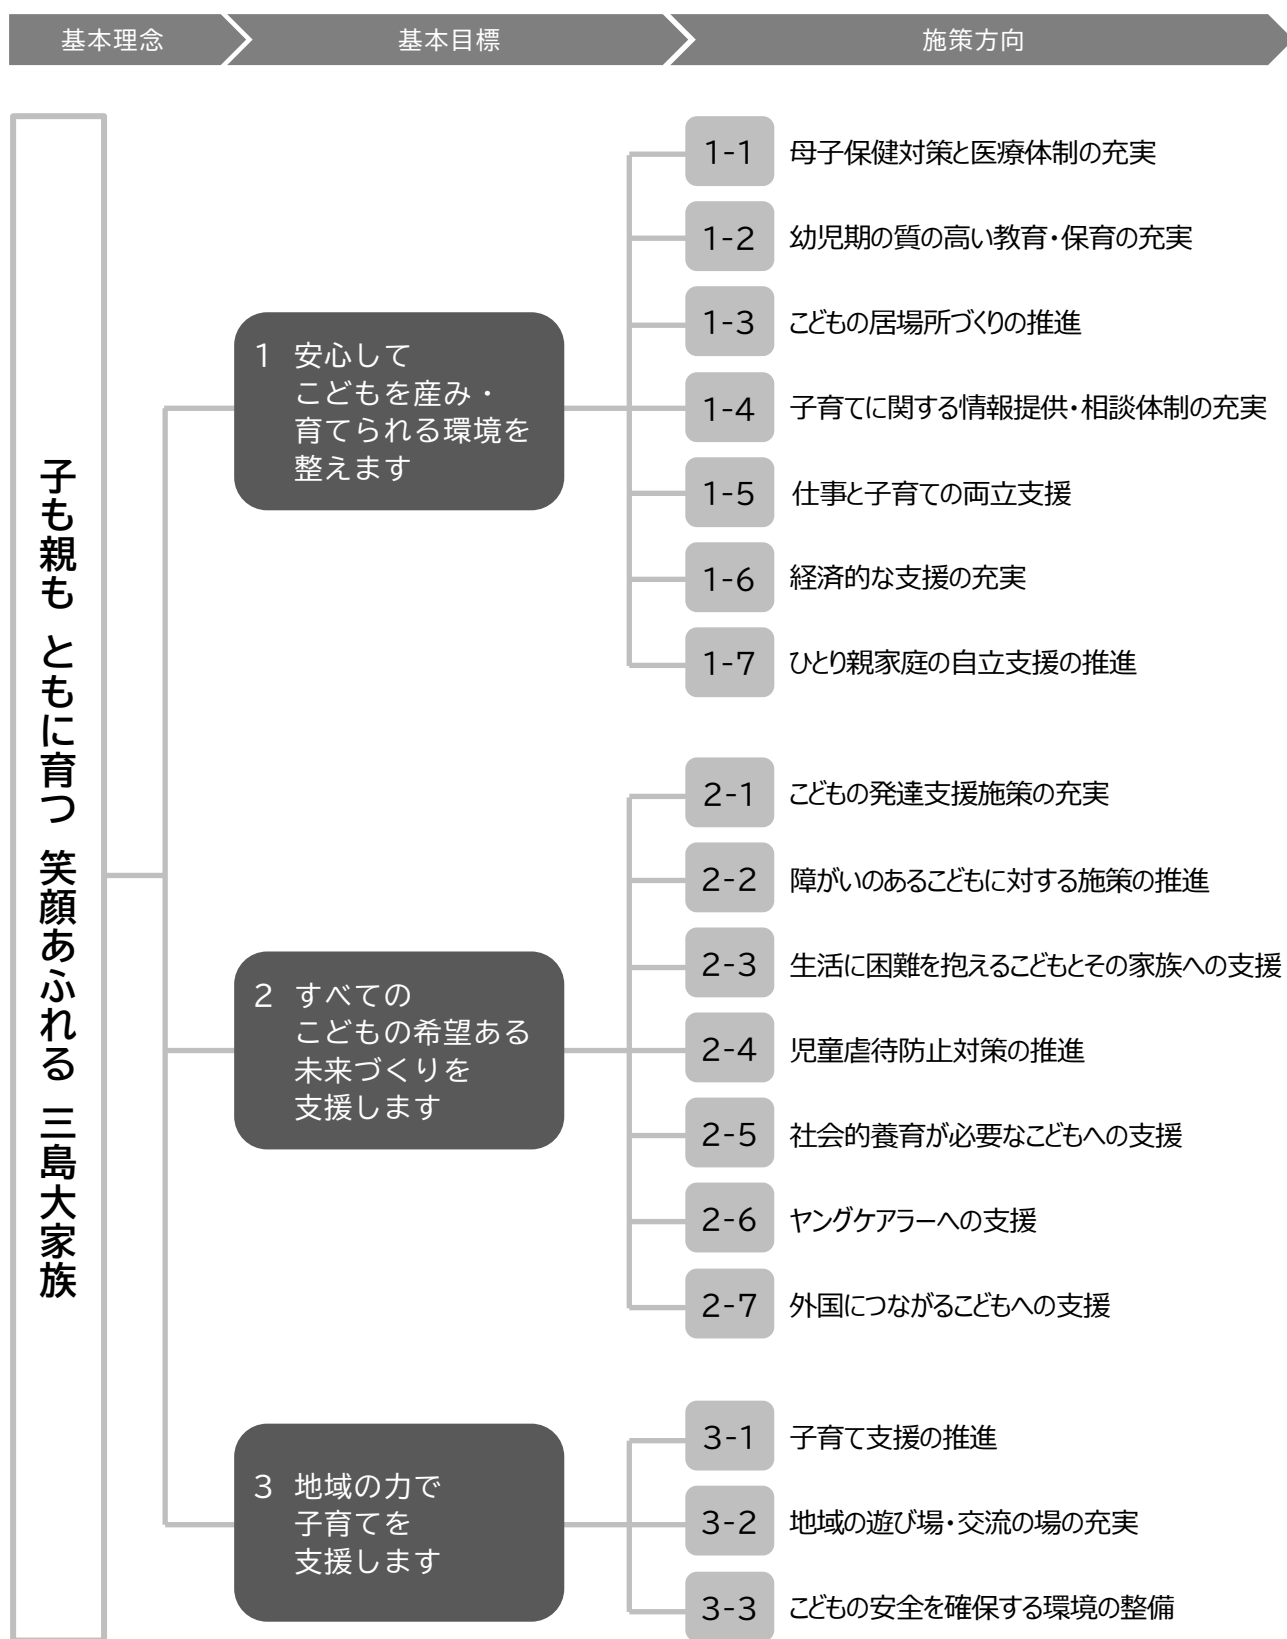 基本理念
基本目標
施策方向
子も親も ともに育つ 笑顔あふれる 三島大家族
1 安心して
こどもを産み・
育てられる環境を
整えます
1-1 母子保健対策と医療体制の充実
1-2 幼児期の質の高い教育・保育の充実
1-3 こどもの居場所づくりの推進
1-4 子育てに関する情報提供・相談体制の充実
1-5 仕事と子育ての両立支援
1-6 経済的な支援の充実
1-7 ひとり親家庭の自立支援の推進
2 すべての
こどもの希望ある
未来づくりを
支援します
2-1 こどもの発達支援施策の充実
2-2 障がいのあるこどもに対する施策の推進
2-3 生活に困難を抱えるこどもとその家族への支援
2-4 児童虐待防止対策の推進
2-5 社会的養育が必要なこどもへの支援
2-6 ヤングケアラーへの支援
2-7 外国につながるこどもへの支援
3 地域の力で
子育てを
支援します
3-1 子育て支援の推進
3-2 地域の遊び場・交流の場の充実
3-3 こどもの安全を確保する環境の整備